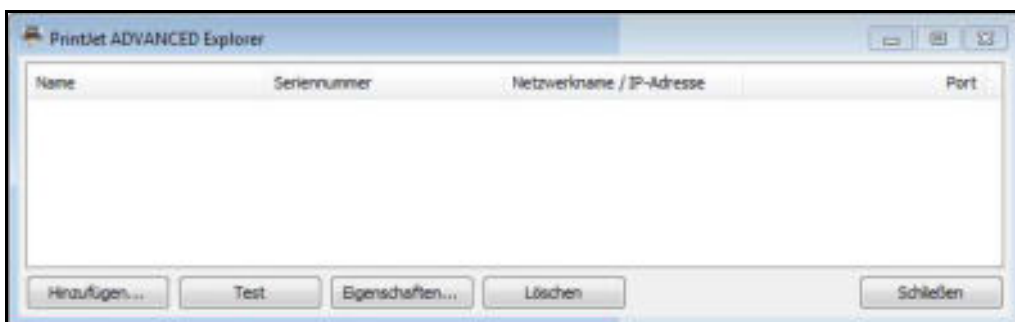 PrintJet ADVANCED Explorer
Name Seriennummer Netzwerkname / IP-Adresse Port
Hinzufügen... Test Eigenschaften... Löschen Schließen